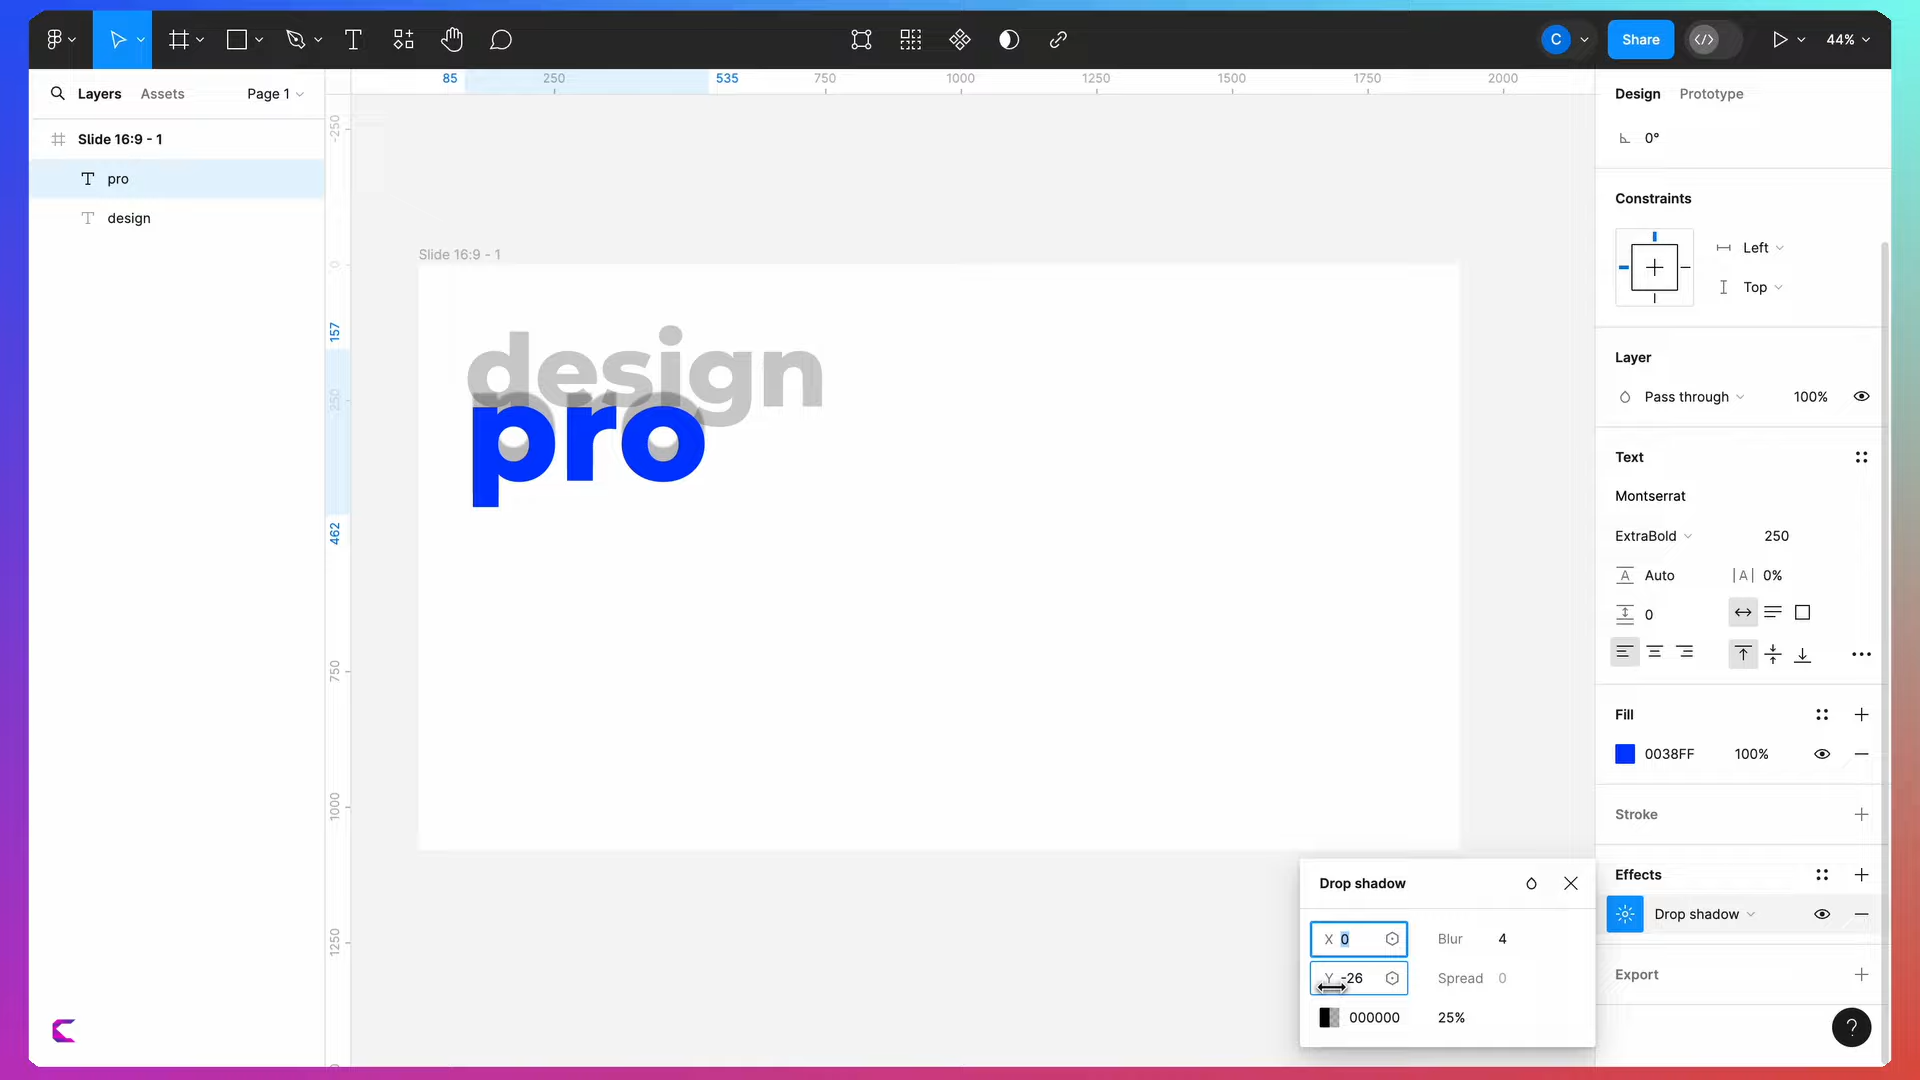 C
Share
44%
Layers
Assets
Page 1
85
250
535
750
1000
1250
1500
1750
2000
Design
Prototype
Slide 16:9 - 1
pro
design
-250
0
157
250
462
750
1000
1250
Slide 16:9 - 1
design
pro
0°
Constraints
Left
Top
Layer
Pass through
100%
Text
Montserrat
ExtraBold
250
A
Auto
|A|
0%
0
Fill
0038FF
100%
Stroke
Effects
Drop shadow
Export
Drop shadow
X 0
Blur 4
Y -26
Spread 0
000000
25%
?